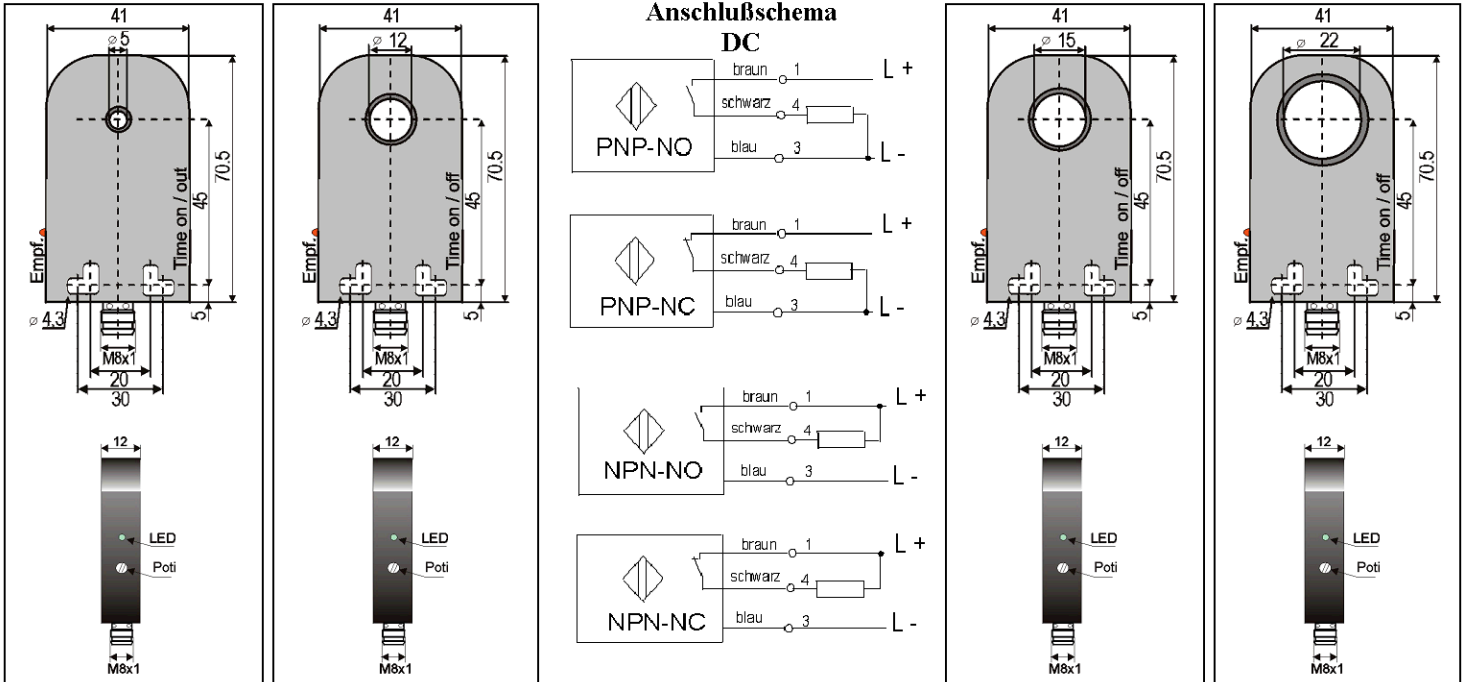 41
⌀ 5
70.5
45
Time on / out
Empf.
5
⌀ 4,3
M8x1
20
30
12
LED
Poti
M8x1
41
⌀ 12
70.5
45
Time on / off
Empf.
5
⌀ 4,3
M8x1
20
30
12
LED
Poti
M8x1
Anschlußschema
DC
braun 1 L +
schwarz 4
PNP-NO
blau 3 L -
braun 1 L +
schwarz 4
PNP-NC
blau 3 L -
braun 1 L +
schwarz 4
NPN-NO
blau 3 L -
braun 1 L +
schwarz 4
NPN-NC
blau 3 L -
41
⌀ 15
70.5
45
Time on / off
Empf.
5
⌀ 4,3
M8x1
20
30
12
LED
Poti
M8x1
41
⌀ 22
70.5
45
Time on / off
Empf.
5
⌀ 4,3
M8x1
20
30
12
LED
Poti
M8x1